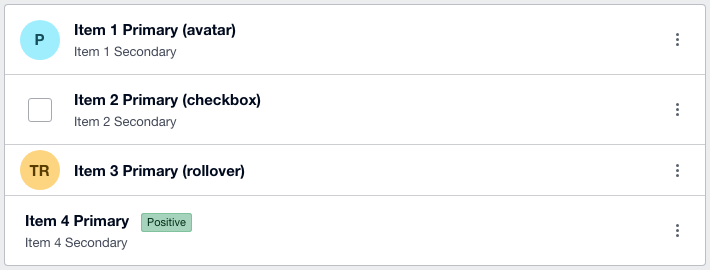 P
Item 1 Primary (avatar)
Item 1 Secondary
Item 2 Primary (checkbox)
Item 2 Secondary
TR
Item 3 Primary (rollover)
Item 4 Primary Positive
Item 4 Secondary